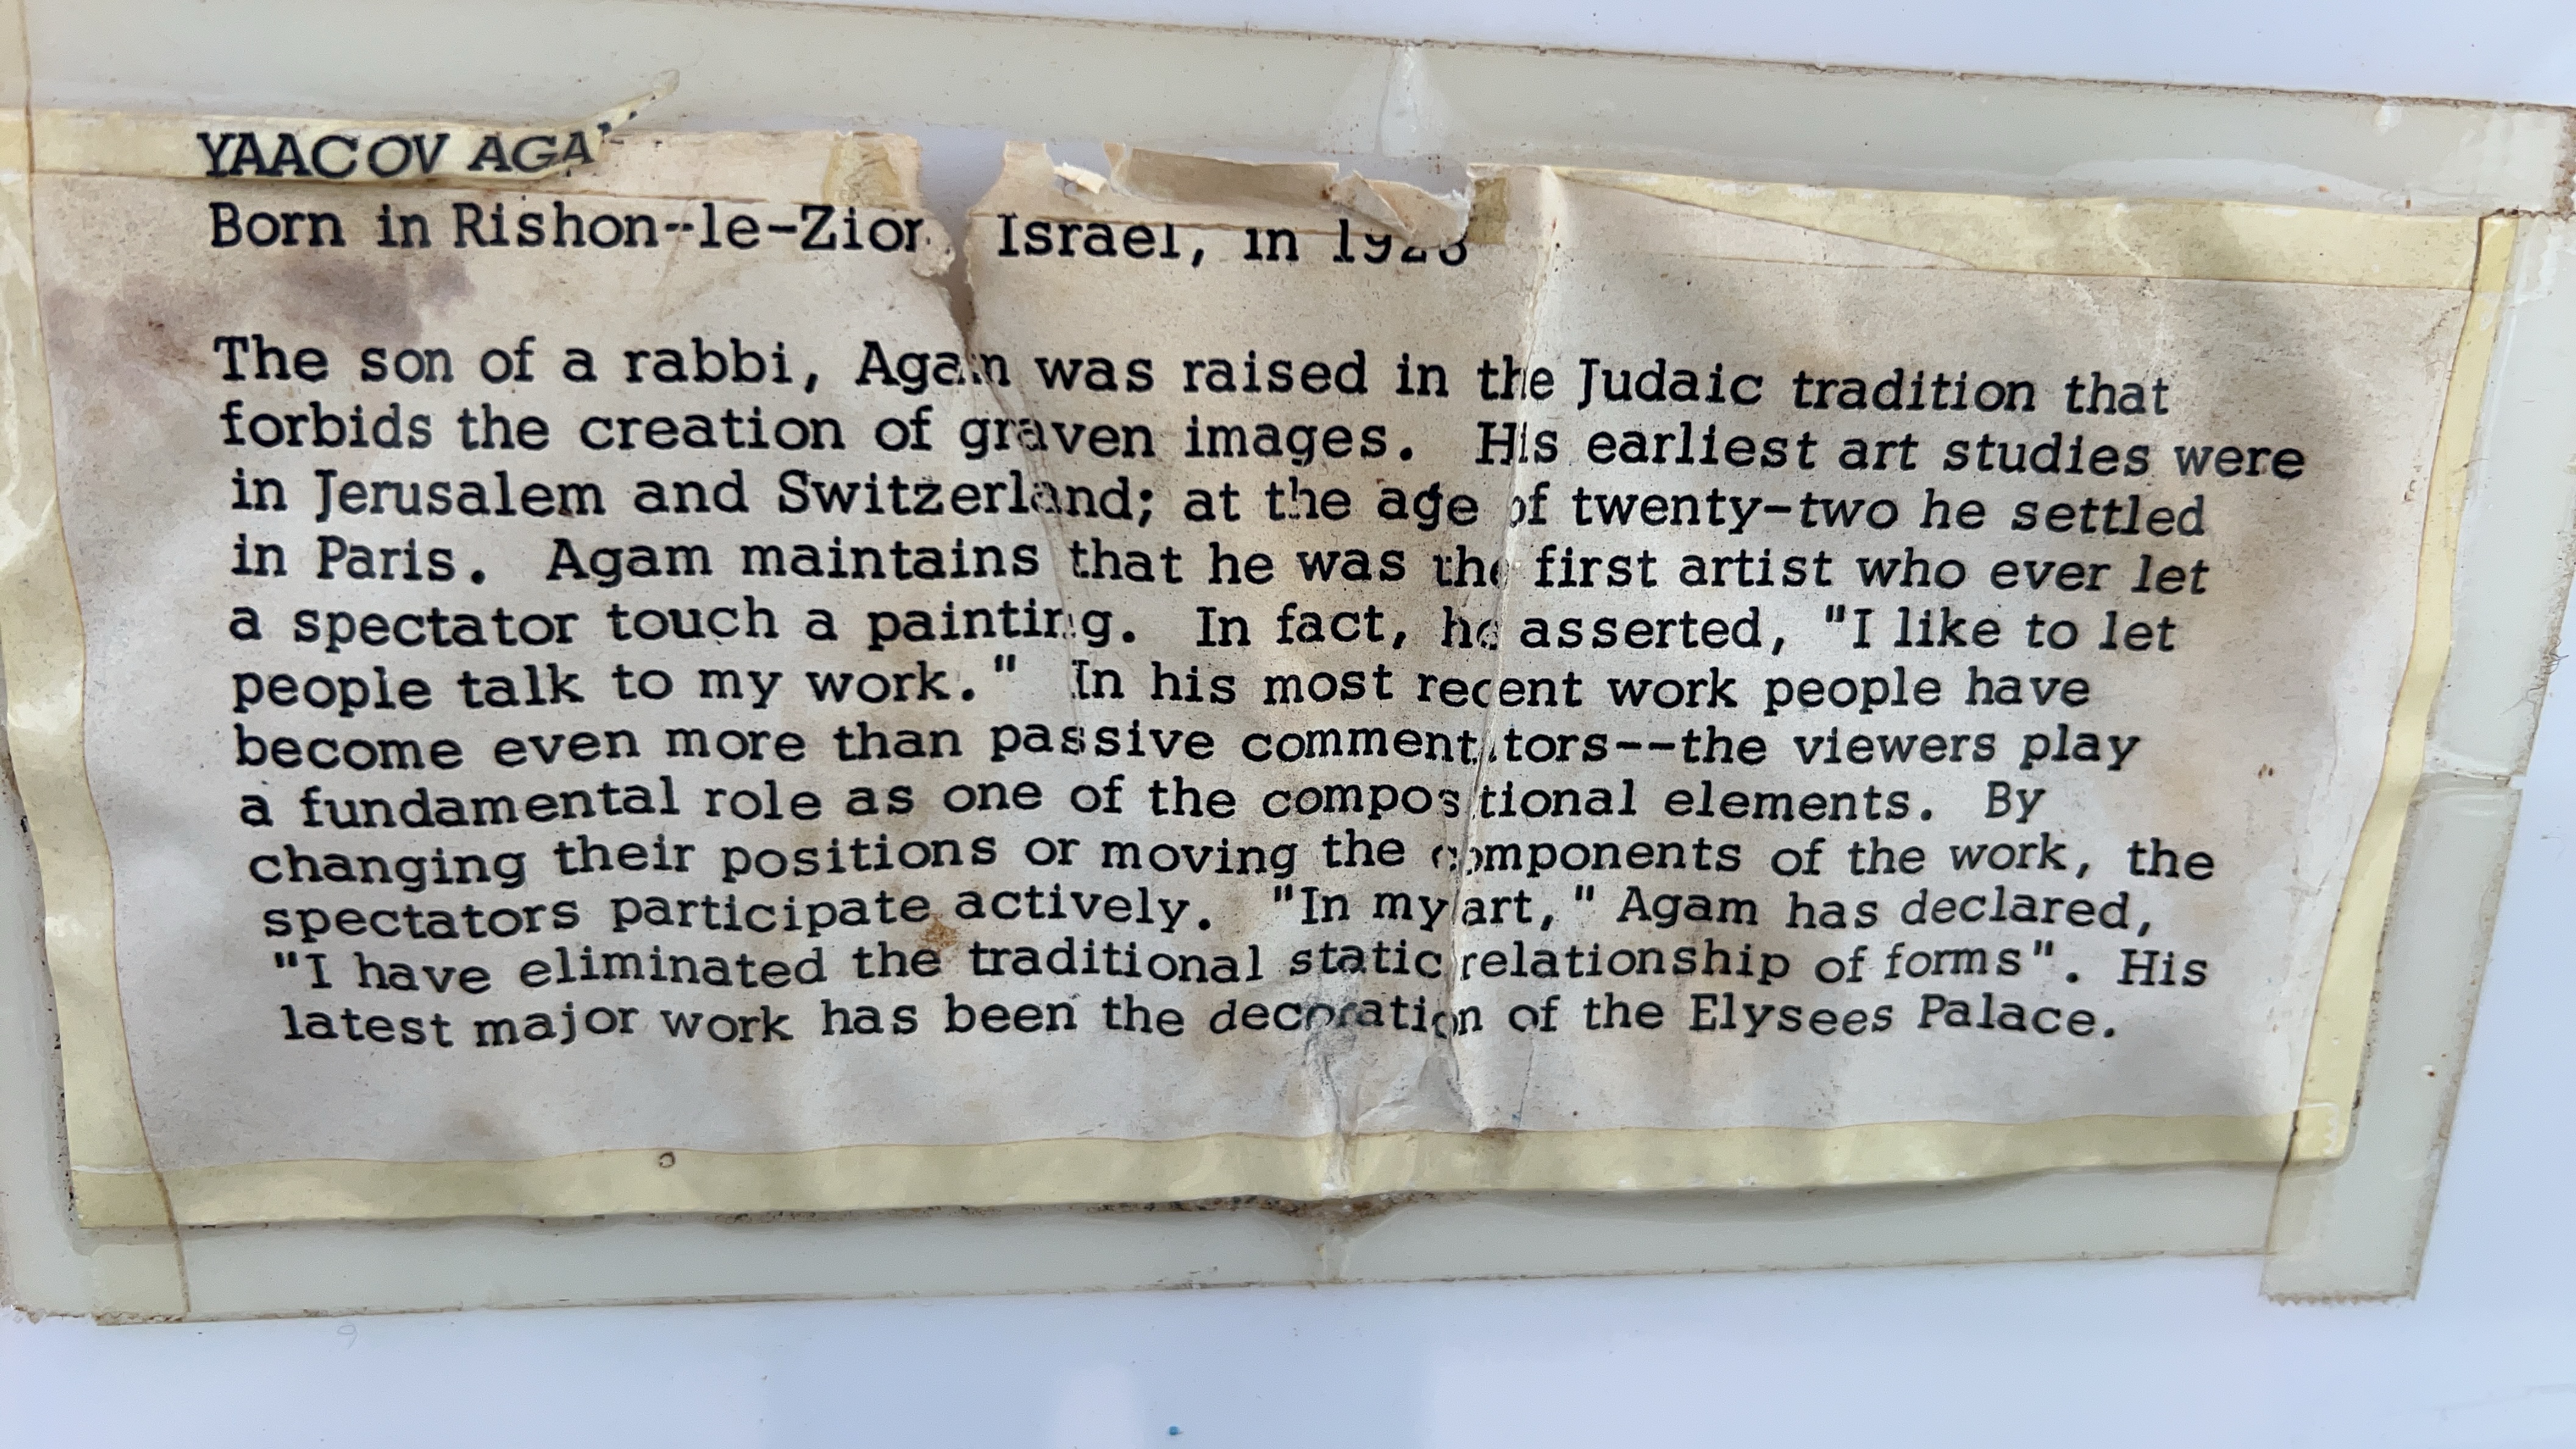 YAACOV AGAM
Born in Rishon--le-Zion Israel, in 1928
The son of a rabbi, Agam was raised in the Judaic tradition that
forbids the creation of graven images. His earliest art studies were
in Jerusalem and Switzerland; at the age of twenty-two he settled
in Paris. Agam maintains that he was the first artist who ever let
a spectator touch a painting. In fact, he asserted, "I like to let
people talk to my work." In his most recent work people have
become even more than passive commentators--the viewers play
a fundamental role as one of the compositional elements. By
changing their positions or moving the components of the work, the
spectators participate actively. "In my art," Agam has declared,
"I have eliminated the traditional static relationship of forms". His
latest major work has been the decoration of the Elysees Palace.